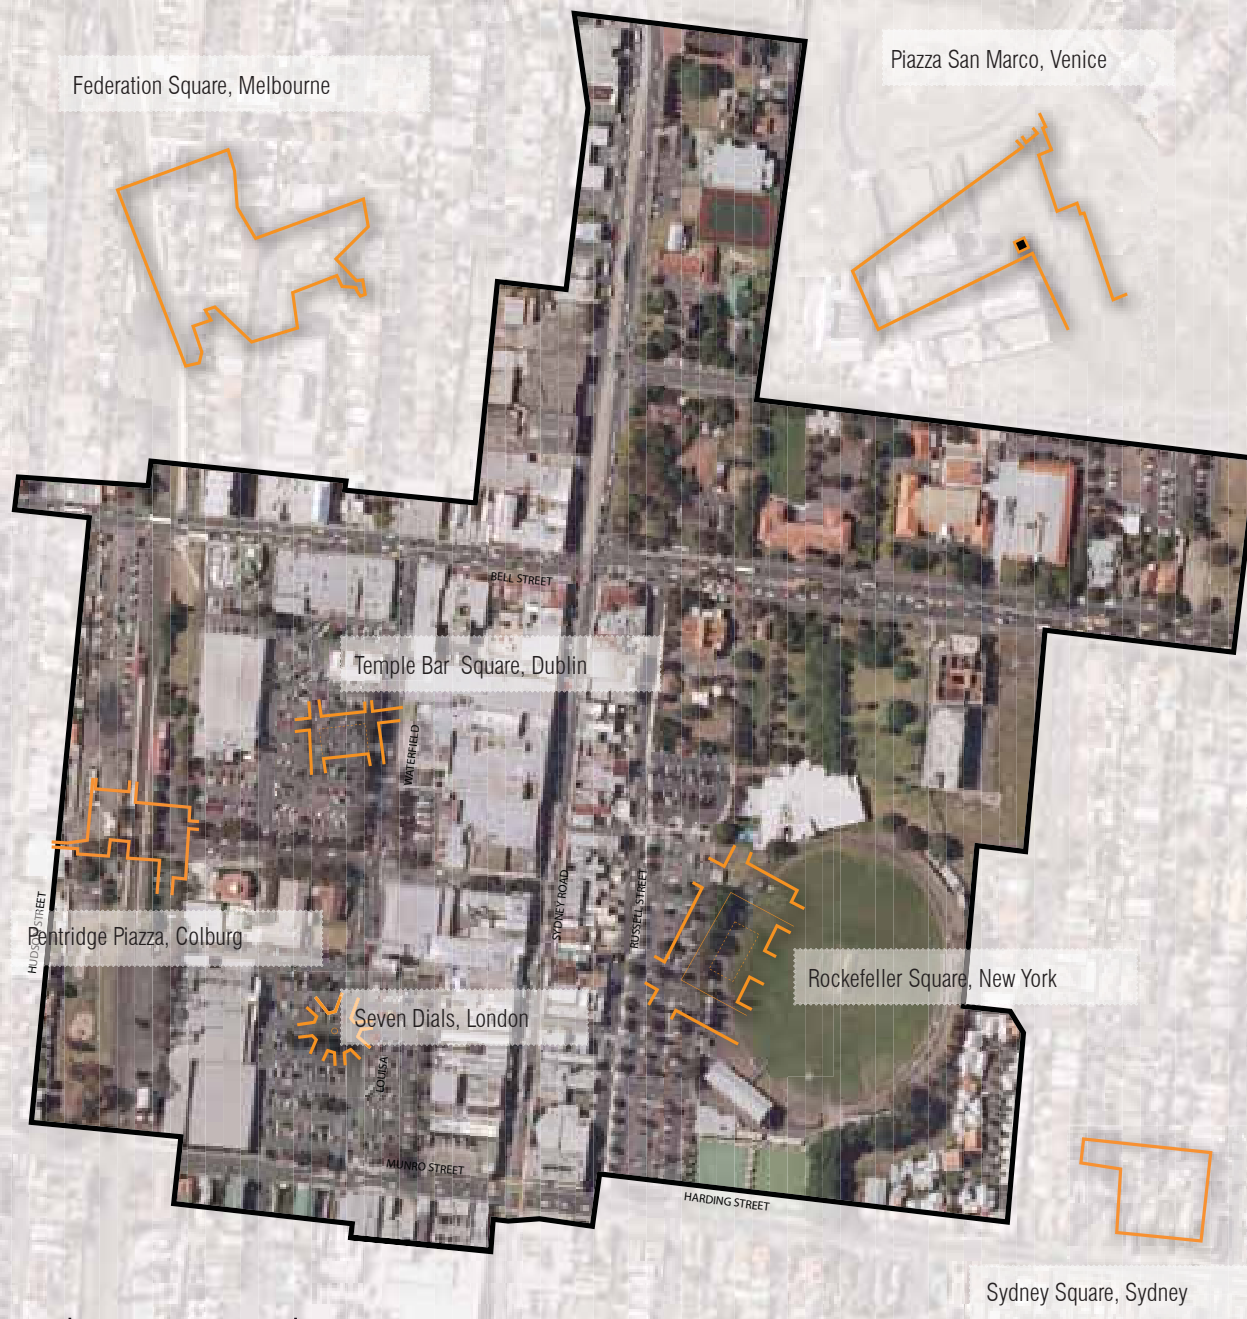 Piazza San Marco, Venice
Federation Square, Melbourne
BELL STREET
Temple Bar  Square, Dublin
WATERFIELD
SYDNEY ROAD
RUSSELL STREET
HUDSON STREET
Pentridge Piazza, Colburg
Rockefeller Square, New York
Seven Dials, London
LOUISA
MUNRO STREET
HARDING STREET
Sydney Square, Sydney